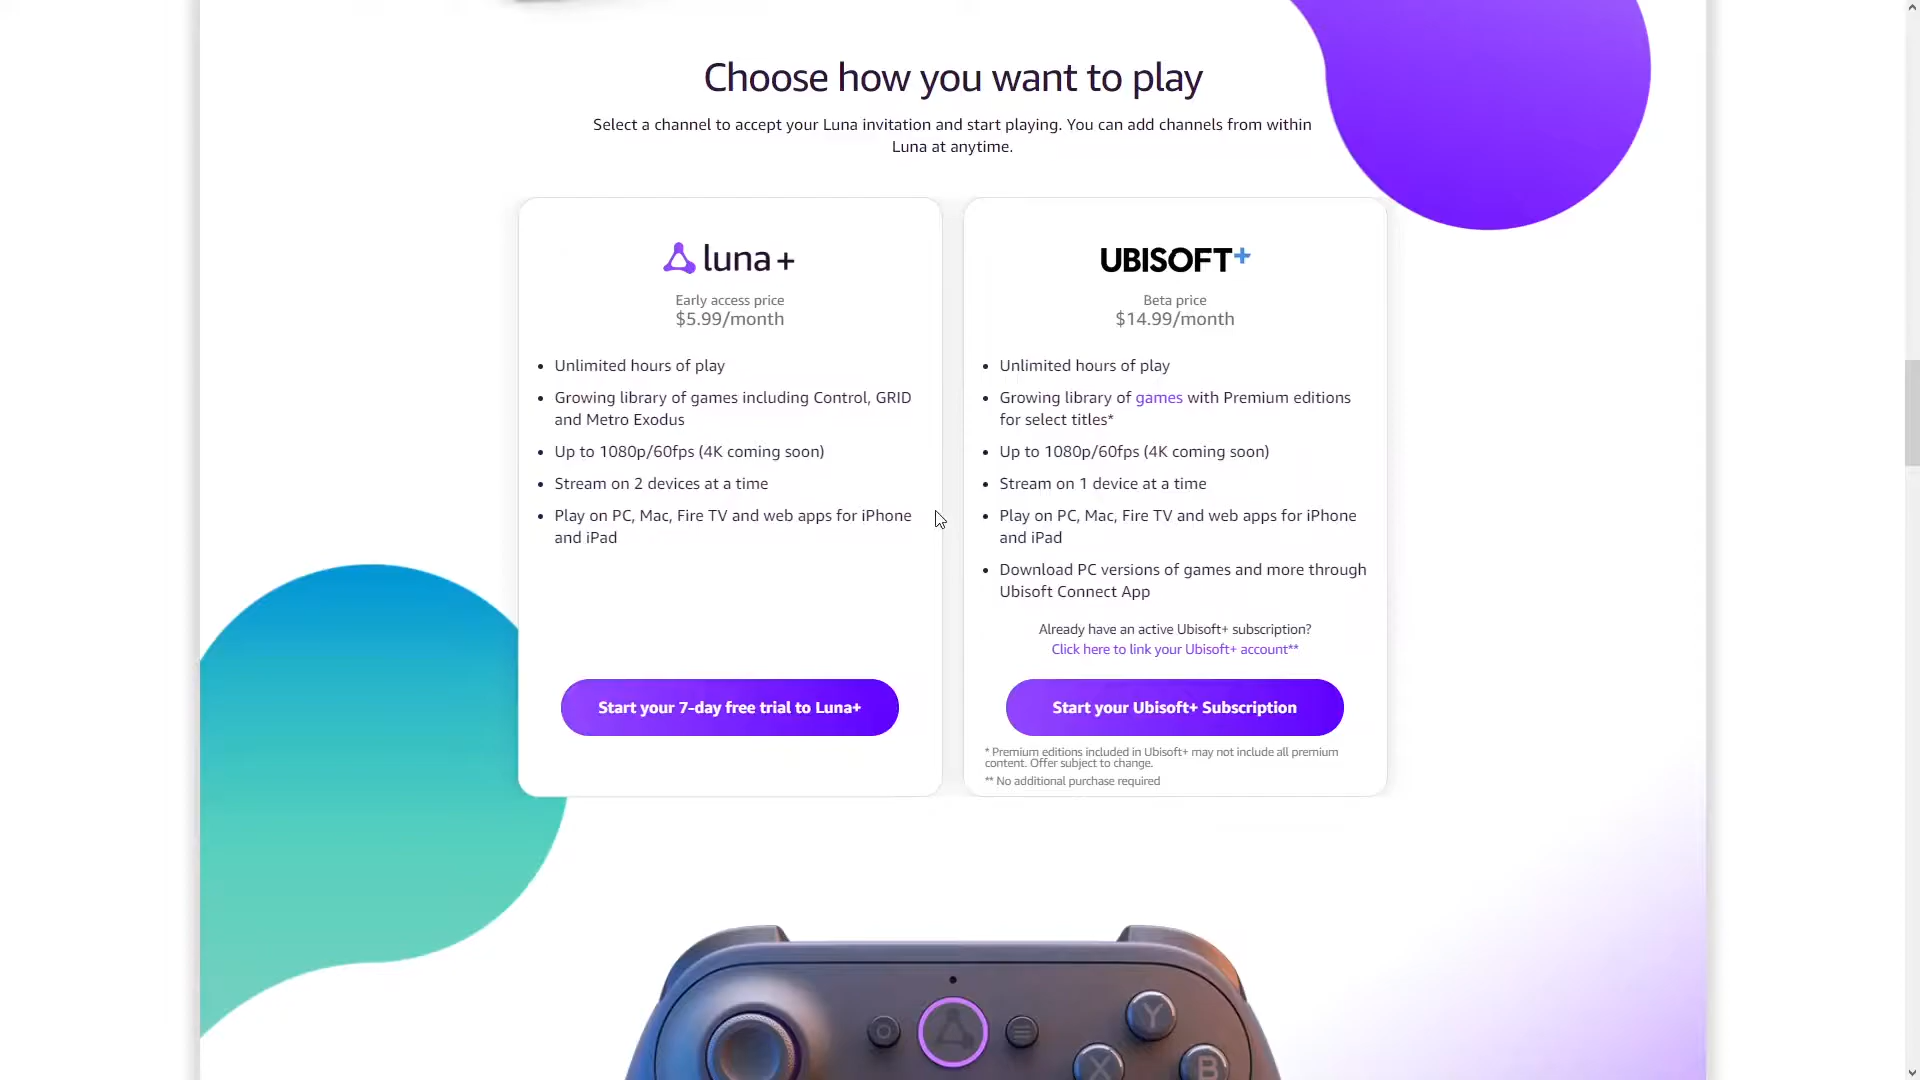 Choose how you want to play
Select a channel to accept your Luna invitation and start playing. You can add channels from within
Luna at anytime.
luna+
Early access price
$5.99/month
• Unlimited hours of play
• Growing library of games including Control, GRID
and Metro Exodus
• Up to 1080p/60fps (4K coming soon)
• Stream on 2 devices at a time
• Play on PC, Mac, Fire TV and web apps for iPhone
and iPad
Start your 7-day free trial to Luna+
UBISOFT+
Beta price
$14.99/month
• Unlimited hours of play
• Growing library of games with Premium editions
for select titles*
• Up to 1080p/60fps (4K coming soon)
• Stream on 1 device at a time
• Play on PC, Mac, Fire TV and web apps for iPhone
and iPad
• Download PC versions of games and more through
Ubisoft Connect App
Already have an active Ubisoft+ subscription?
Click here to link your Ubisoft+ account**
Start your Ubisoft+ Subscription
* Premium editions included in Ubisoft+ may not include all premium
content. Offer subject to change.
** No additional purchase required
Y
X
B